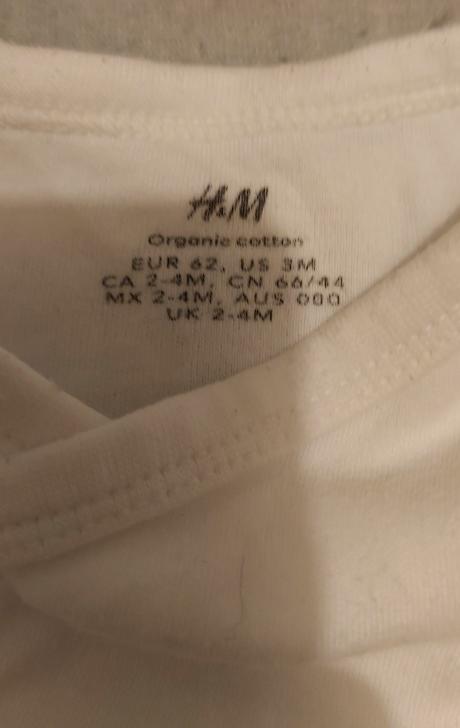 H&M
Organic cotton
EUR 62, US 3M
CA 2-4M, CN 66/44
MX 2-4M, AUS 000
UK 2-4M